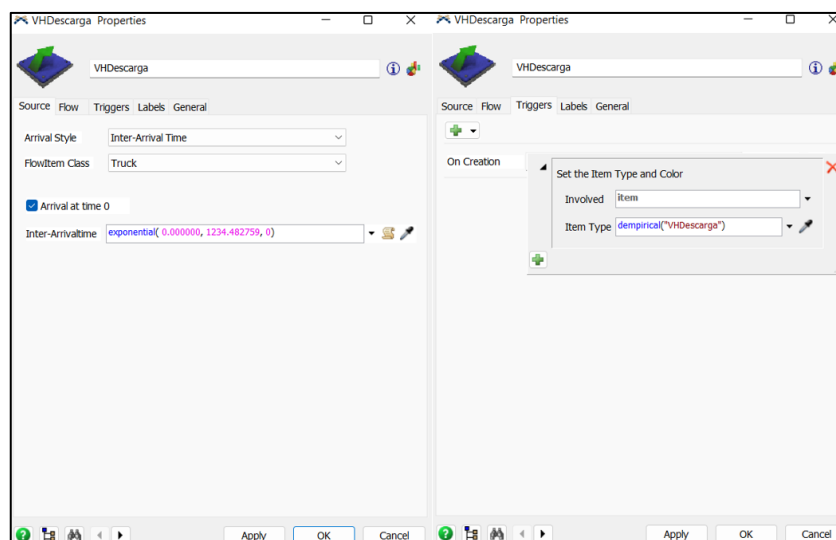 VHDescarga Properties
VHDescarga
Source Flow Triggers Labels General
Arrival Style Inter-Arrival Time
FlowItem Class Truck
Arrival at time 0
Inter-Arrivaltime exponential( 0.000000, 1234.482759, 0)
Apply OK Cancel
VHDescarga Properties
VHDescarga
Source Flow Triggers Labels General
On Creation
Set the Item Type and Color
Involved item
Item Type dempirical("VHDescarga")
Apply OK Cancel